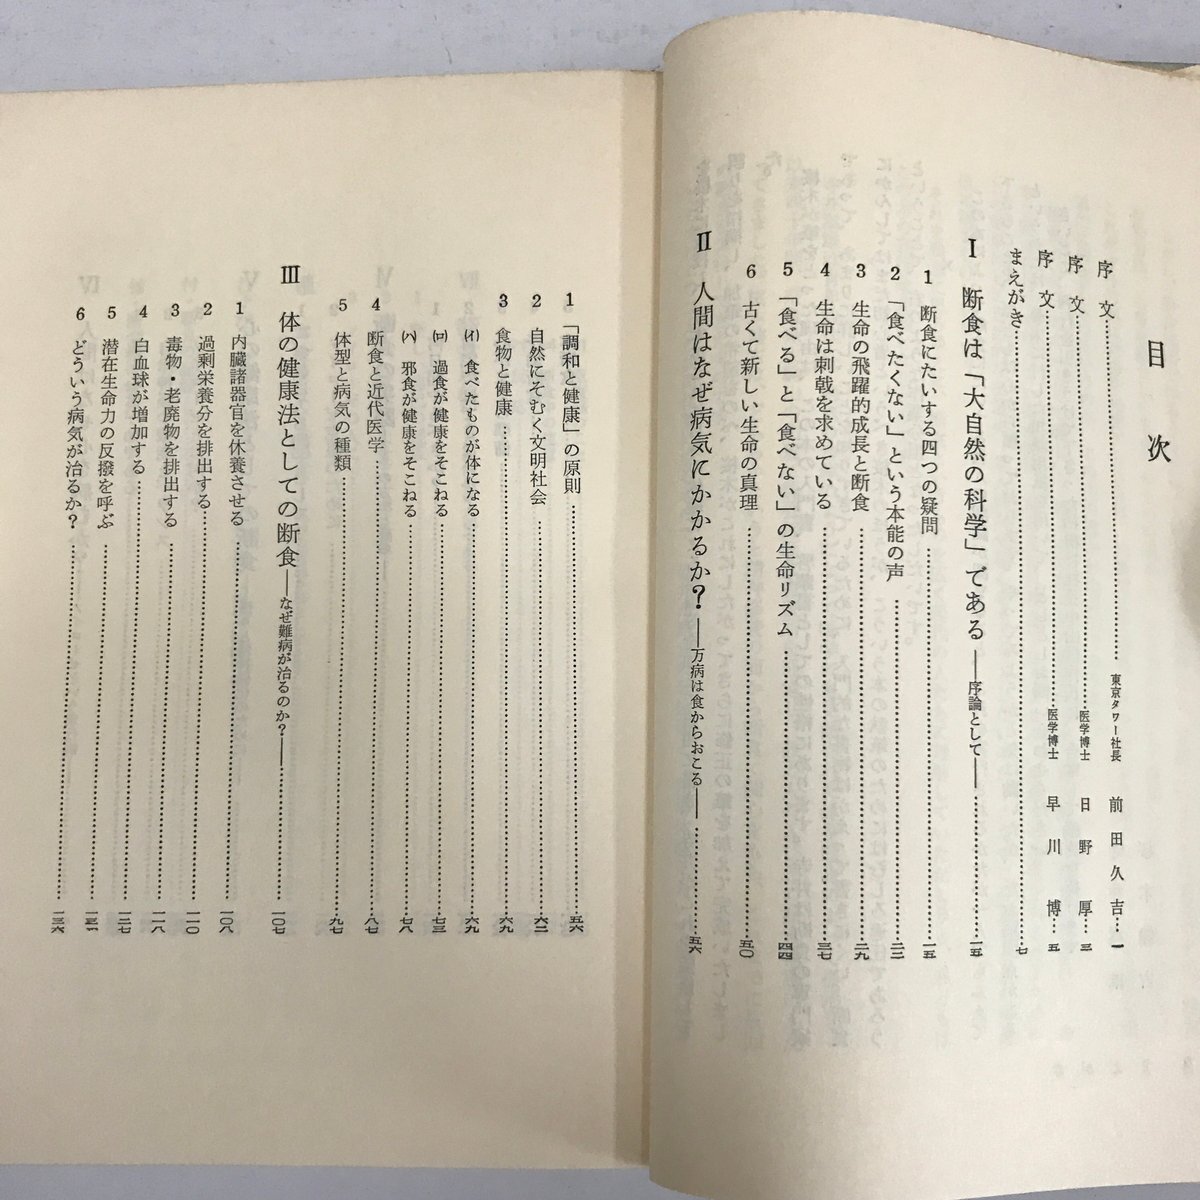 目次
序文……東京タワー社長 前田久吉……一
序文……医学博士 日野厚……三
序文……医学博士 早川博……五
まえがき……七
Ⅰ 断食は「大自然の科学」である ――序論として――……一五
1 断食にたいする四つの疑問……一五
2 「食べたくない」という本能の声……二二
3 生命の飛躍的成長と断食……二九
4 生命は刺戟を求めている……三七
5 「食べる」と「食べない」の生命リズム……四四
6 古くて新しい生命の真理……五〇
Ⅱ 人間はなぜ病気にかかるか? ――万病は食からおこる――……五六
1 「調和と健康」の原則……五六
2 自然にそむく文明社会……六二
3 食物と健康……六九
(イ) 食べたものが体になる……六九
(ロ) 過食が健康をそこねる……七三
(ハ) 邪食が健康をそこねる……七八
4 断食と近代医学……八七
5 体型と病気の種類……九七
Ⅲ 体の健康法としての断食 ――なぜ難病が治るのか?――……一〇七
1 内臓諸器官を休養させる……一〇八
2 過剰栄養分を排出する……一一〇
3 毒物・老廃物を排出する……一一八
4 白血球が増加する……一二七
5 潜在生命力の反撥を呼ぶ……
6 どういう病気が治るか?……一三六